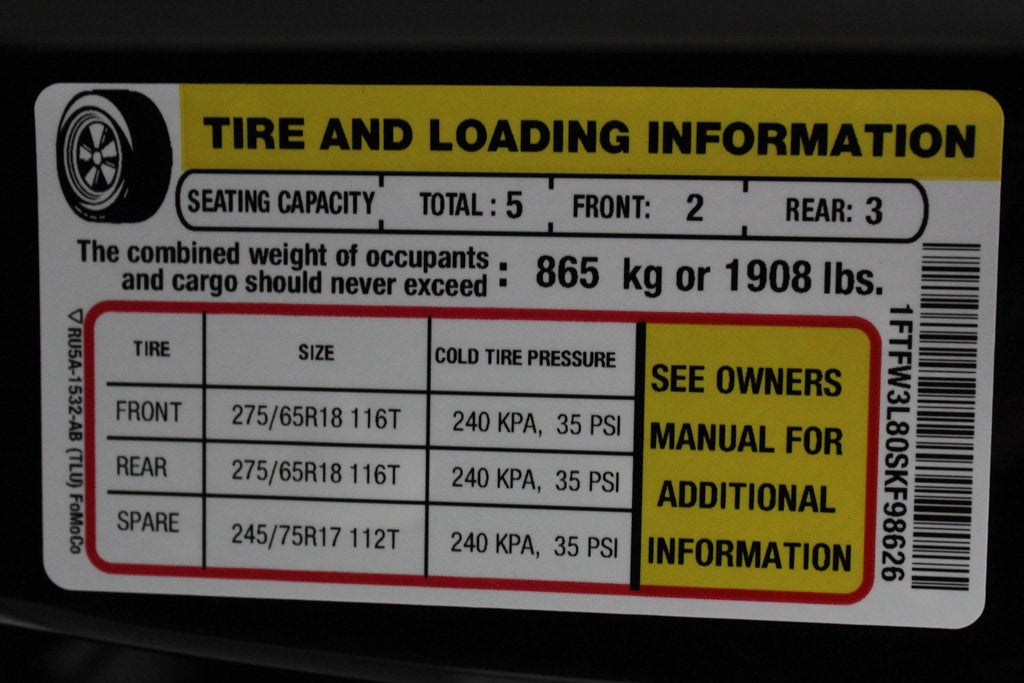 TIRE AND LOADING INFORMATION
SEATING CAPACITY TOTAL : 5 FRONT: 2 REAR: 3
The combined weight of occupants
and cargo should never exceed : 865 kg or 1908 lbs.
TIRE SIZE COLD TIRE PRESSURE
FRONT 275/65R18 116T 240 KPA, 35 PSI
REAR 275/65R18 116T 240 KPA, 35 PSI
SPARE 245/75R17 112T 240 KPA, 35 PSI
SEE OWNERS
MANUAL FOR
ADDITIONAL
INFORMATION
▽RU5A-1532-AB (TLU) FoMoCo
1FTFW3L80SKF98626